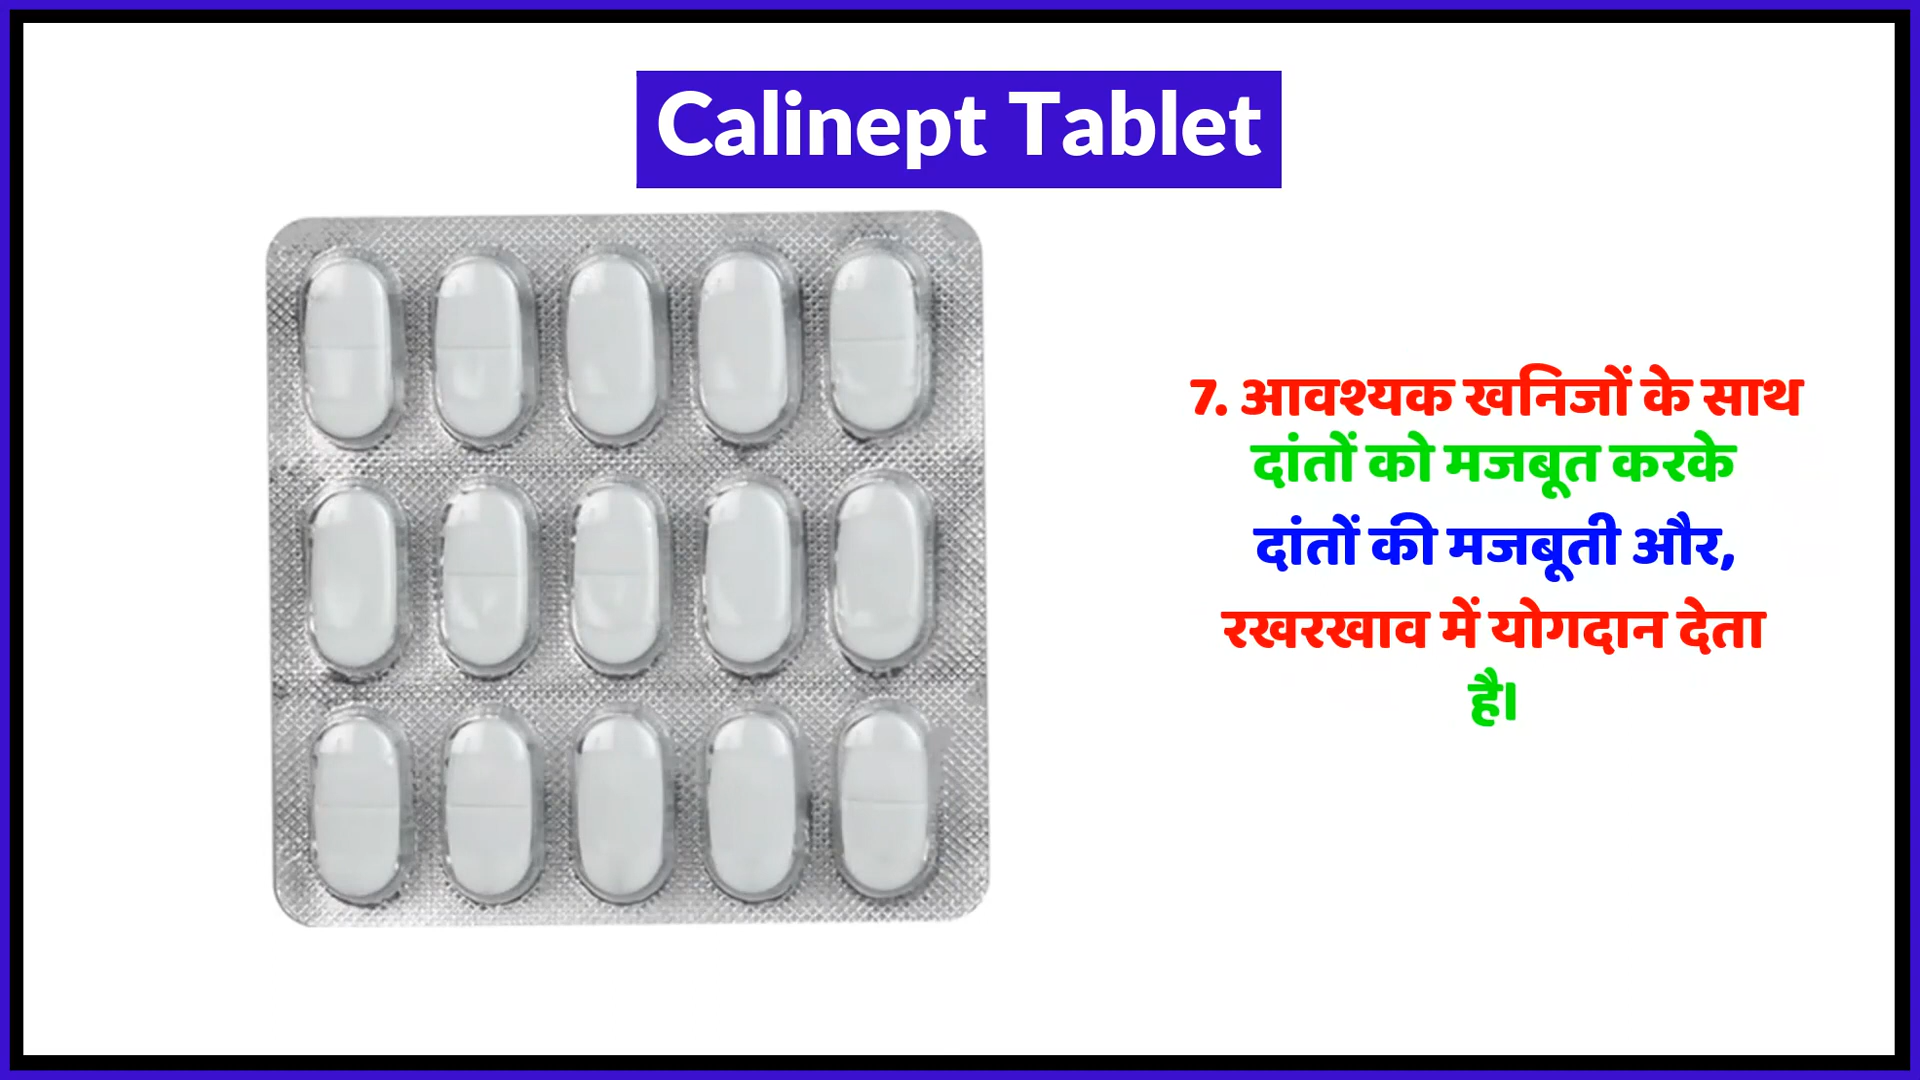 Calinept Tablet
7. आवश्यक खनिजों के साथ
दांतों को मजबूत करके
दांतों की मजबूती और,
रखरखाव में योगदान देता
है।